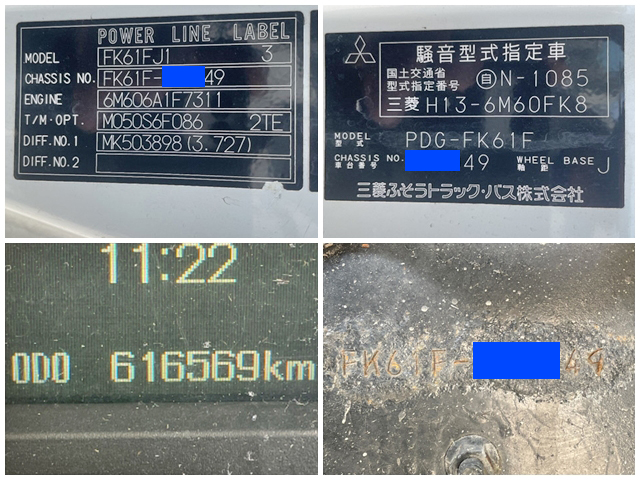 POWER LINE LABEL
MODEL FK61FJ1 3
CHASSIS NO. FK61F- 49
ENGINE 6M606A1F7311
T/M·OPT. M050S6F086 2TE
DIFF.NO.1 MK503898(3.727)
DIFF.NO.2
騒音型式指定車
国土交通省
型式指定番号 自N-1085
三菱 H13-6M60FK8
MODEL
型式 PDG-FK61F
CHASSIS NO.
車台番号 49 WHEEL BASE
軸距 J
三菱ふそうトラック・バス株式会社
11:22
ODO 616569km
FK61F- 49